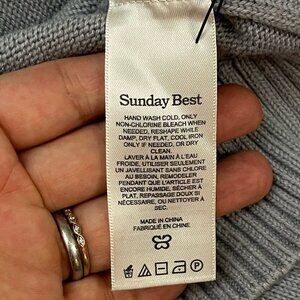 Sunday Best
HAND WASH COLD, ONLY
NON-CHLORINE BLEACH WHEN
NEEDED, RESHAPE WHILE
DAMP, DRY FLAT, COOL IRON
ONLY IF NEEDED, OR DRY
CLEAN.
LAVER À LA MAIN À L'EAU
FROIDE, UTILISER SEULEMENT
UN JAVELLISANT SANS CHLORE
AU BESOIN, REMODELER
PENDANT QUE L'ARTICLE EST
ENCORE HUMIDE, SÉCHER À
PLAT, REPASSAGE DOUX SI
NÉCESSAIRE, OU NETTOYER À
SEC.
MADE IN CHINA
FABRIQUÉ EN CHINE